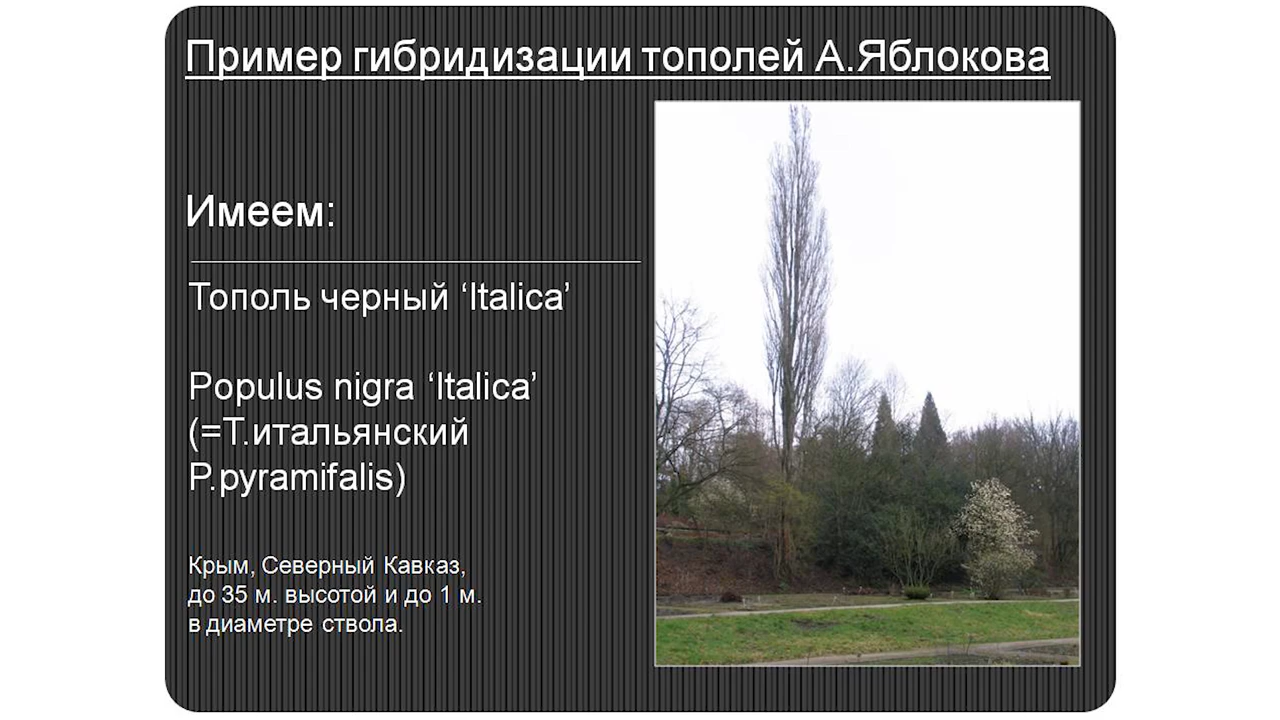 Пример гибридизации тополей А.Яблокова
Имеем:
Тополь черный ‘Italica’
Populus nigra ‘Italica’
(=Т.итальянский
P.pyramifalis)
Крым, Северный Кавказ,
до 35 м. высотой и до 1 м.
в диаметре ствола.